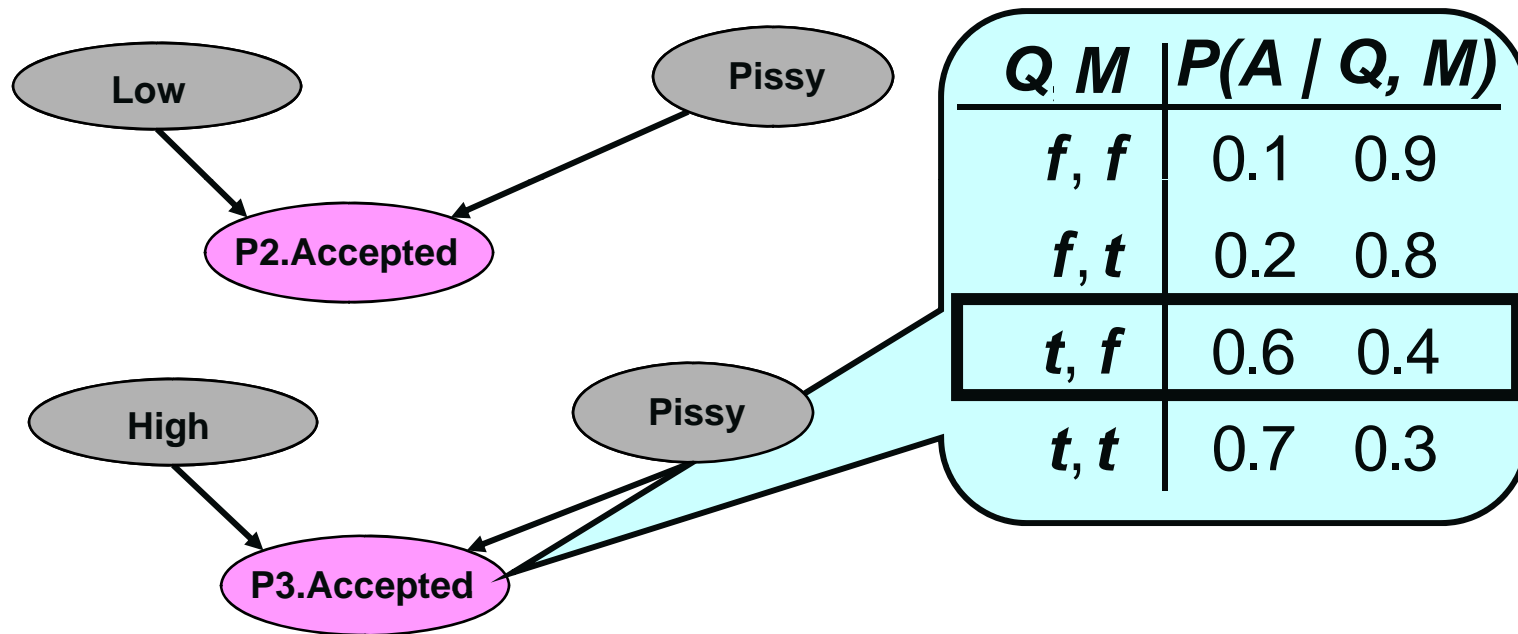 Low
Pissy
P2.Accepted
High
Pissy
P3.Accepted
Q, M P(A | Q, M)
f, f 0.1 0.9
f, t 0.2 0.8
t, f 0.6 0.4
t, t 0.7 0.3